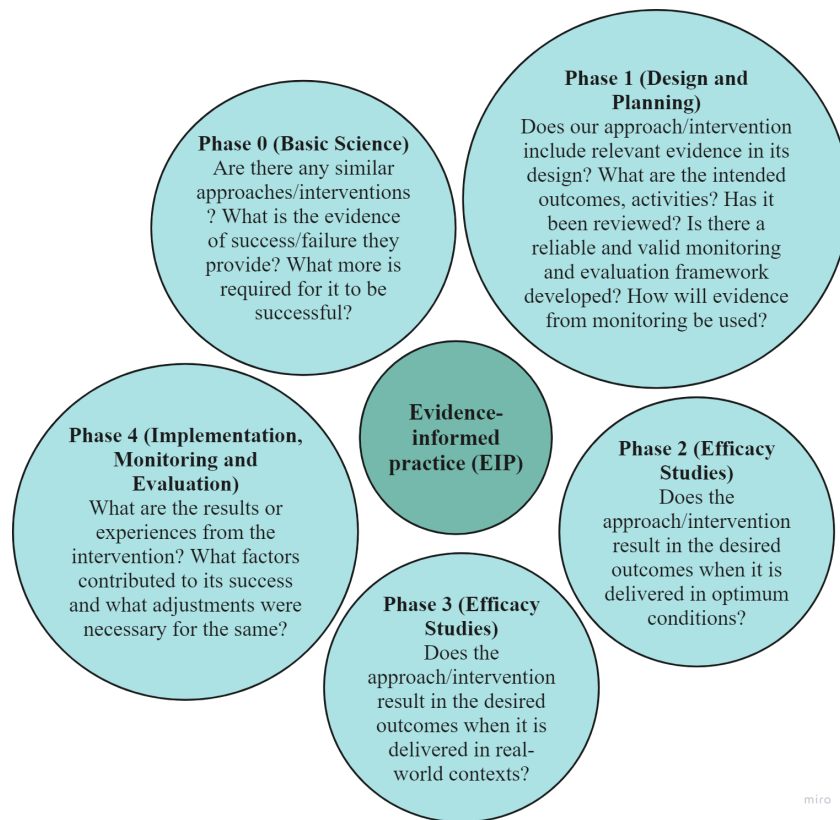 Phase 0 (Basic Science)
Are there any similar
approaches/interventions
? What is the evidence
of success/failure they
provide? What more is
required for it to be
successful?
Phase 1 (Design and
Planning)
Does our approach/intervention
include relevant evidence in its
design? What are the intended
outcomes, activities? Has it
been reviewed? Is there a
reliable and valid monitoring
and evaluation framework
developed? How will evidence
from monitoring be used?
Evidence-
informed
practice (EIP)
Phase 2 (Efficacy
Studies)
Does the
approach/intervention
result in the desired
outcomes when it is
delivered in optimum
conditions?
Phase 3 (Efficacy
Studies)
Does the
approach/intervention
result in the desired
outcomes when it is
delivered in real-
world contexts?
Phase 4 (Implementation,
Monitoring and
Evaluation)
What are the results or
experiences from the
intervention? What factors
contributed to its success
and what adjustments were
necessary for the same?
miro